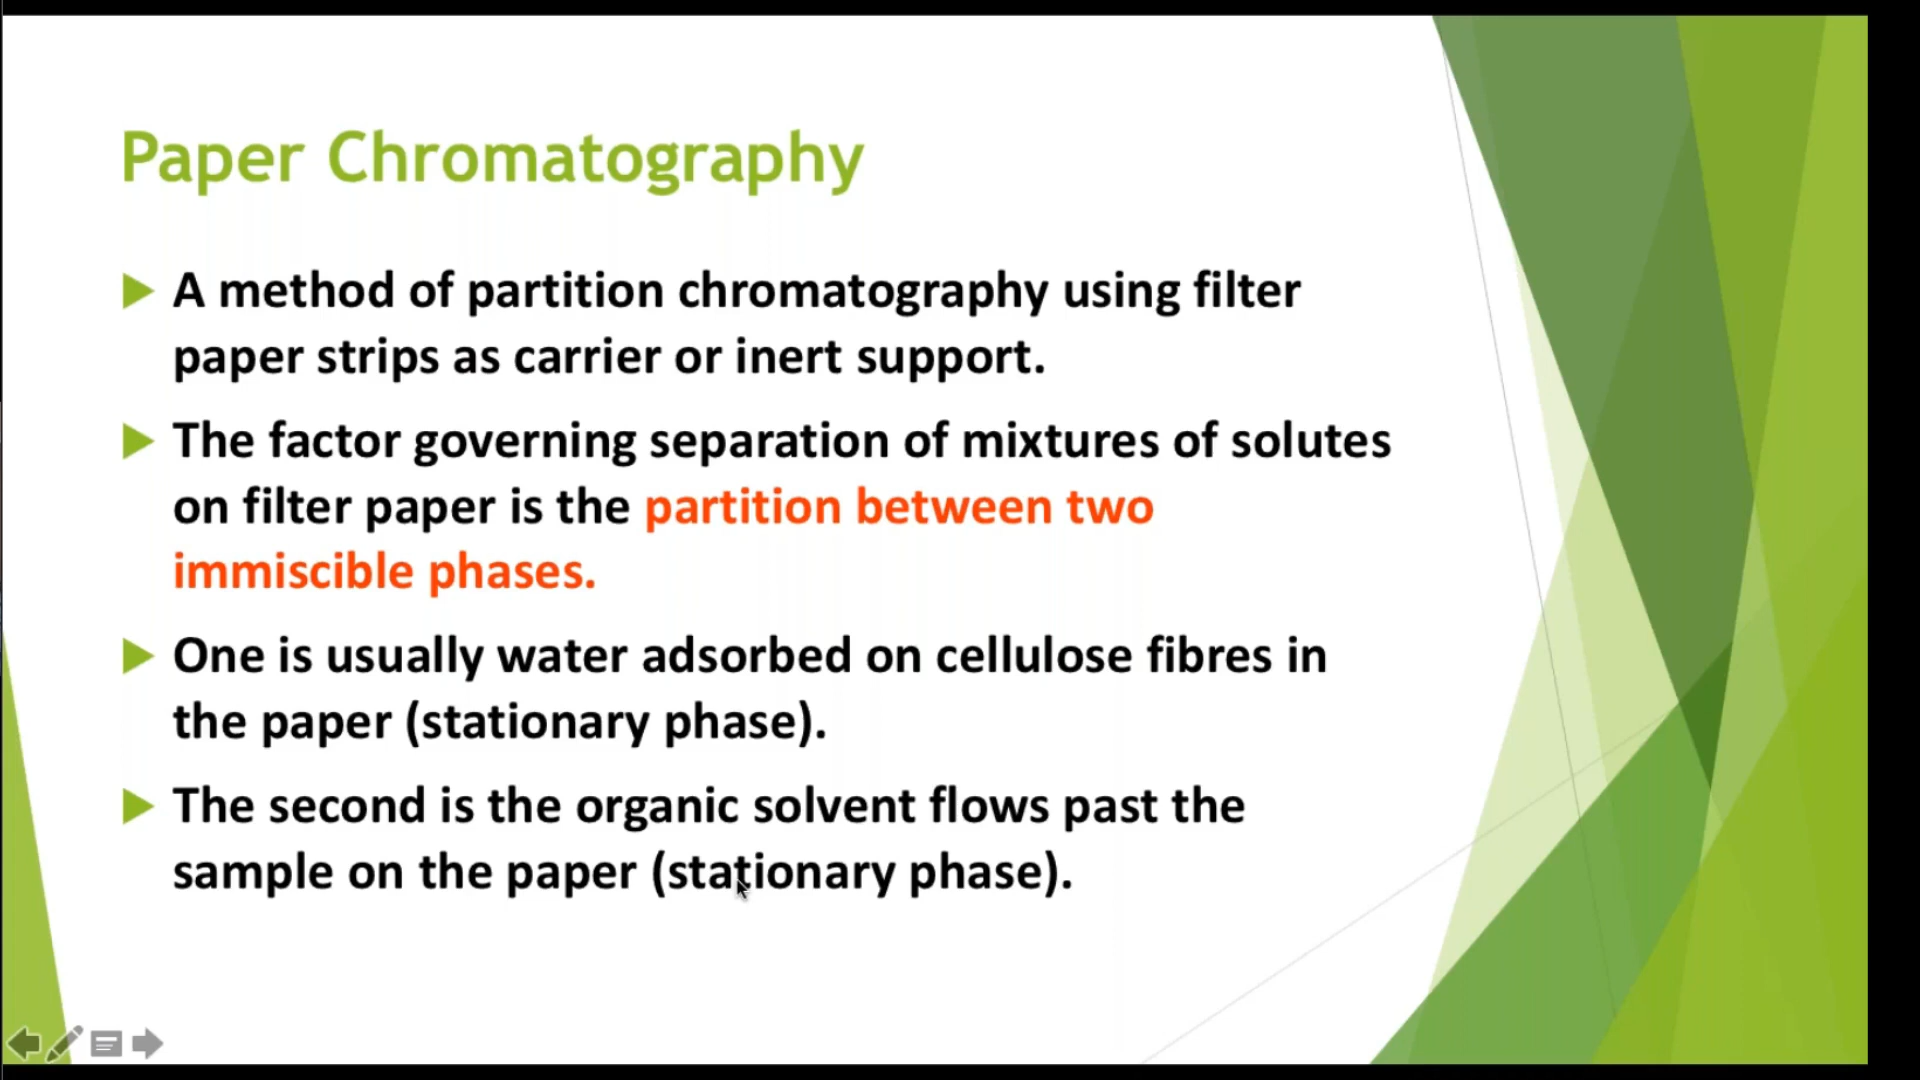 Paper Chromatography
A method of partition chromatography using filter
paper strips as carrier or inert support.
The factor governing separation of mixtures of solutes
on filter paper is the partition between two
immiscible phases.
One is usually water adsorbed on cellulose fibres in
the paper (stationary phase).
The second is the organic solvent flows past the
sample on the paper (stationary phase).